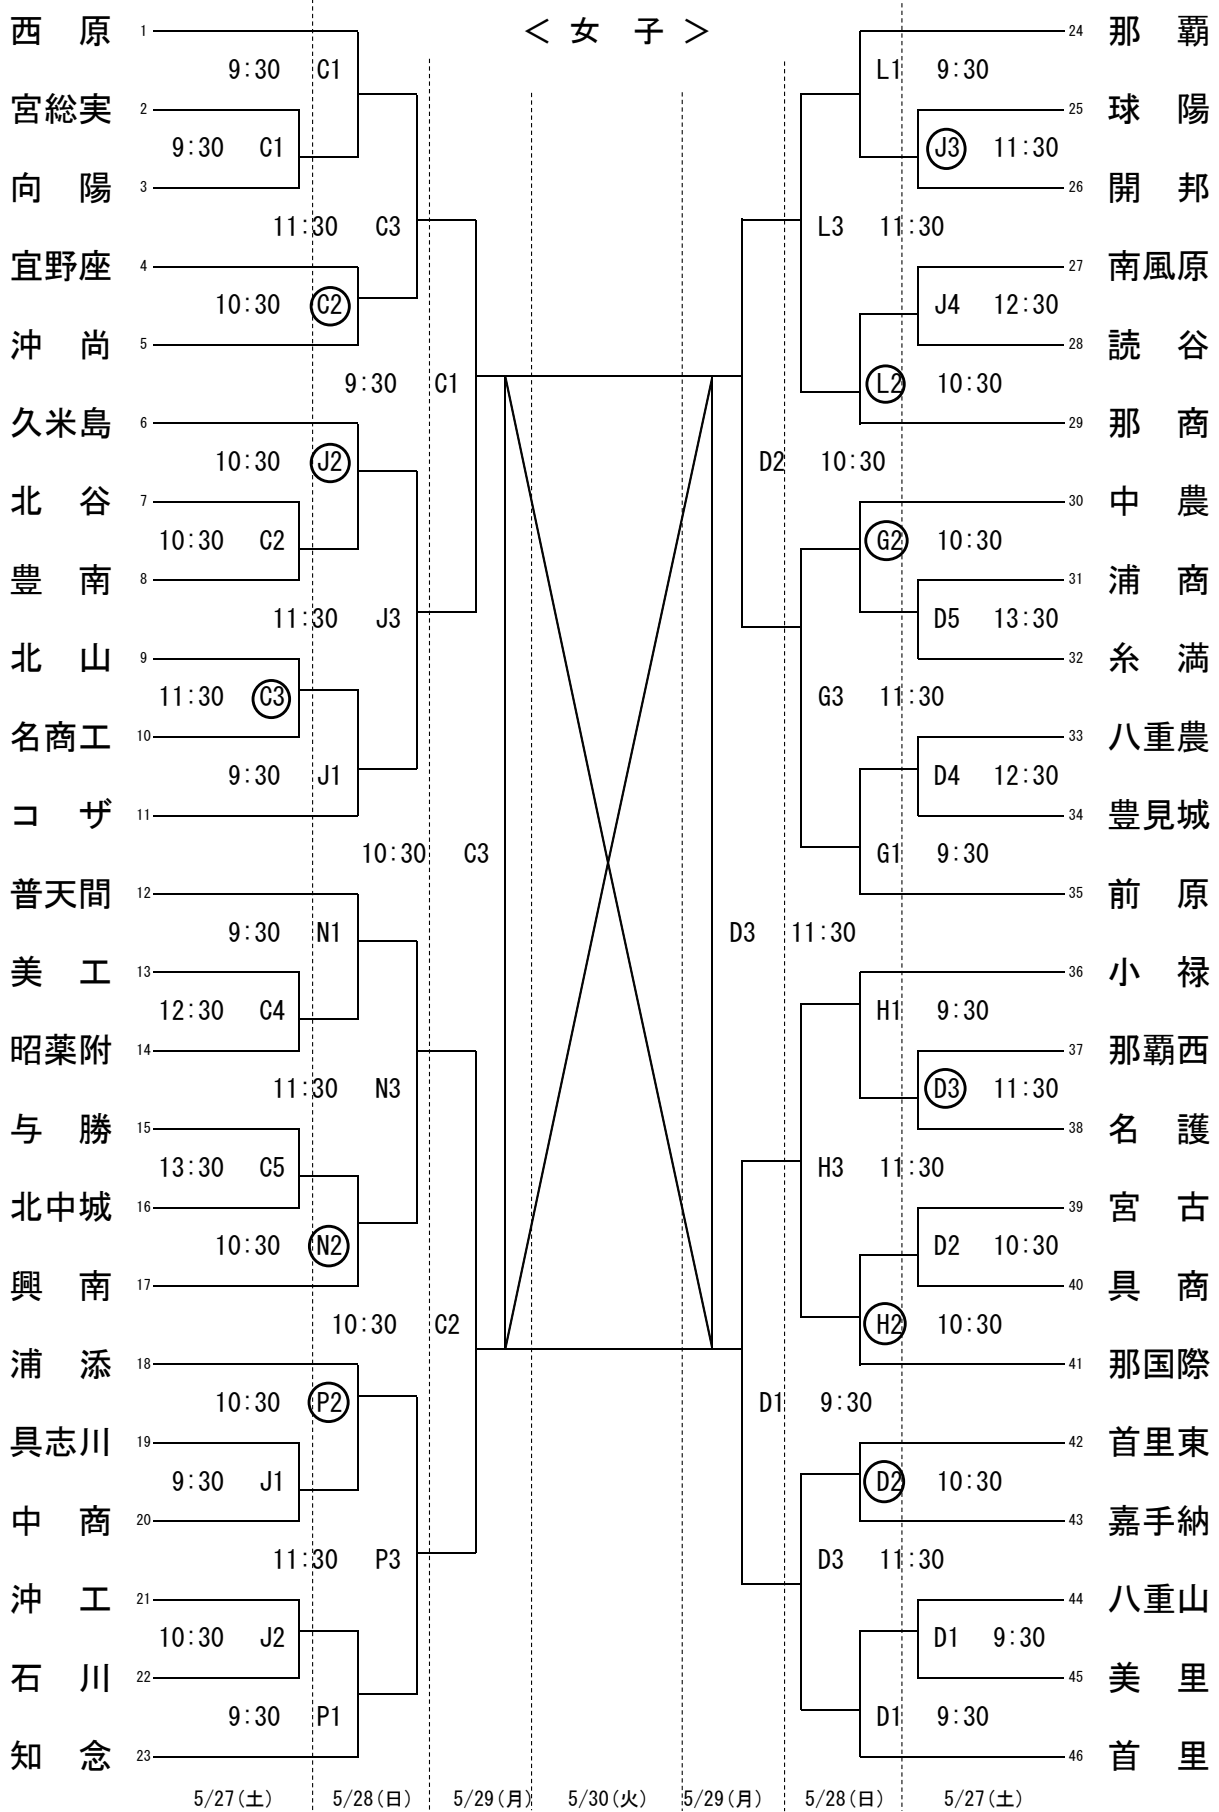 ＜ 女 子 ＞
西 原 1 24 那 覇
9:30 C1 L1 9:30
宮総実 2 25 球 陽
9:30 C1 J3 11:30
向 陽 3 26 開 邦
11:30 C3 L3 11:30
宜野座 4 27 南風原
10:30 C2 J4 12:30
沖 尚 5 28 読 谷
9:30 C1 L2 10:30
久米島 6 29 那 商
10:30 J2 D2 10:30
北 谷 7 30 中 農
10:30 C2 G2 10:30
豊 南 8 31 浦 商
11:30 J3 D5 13:30
北 山 9 32 糸 満
11:30 C3 G3 11:30
名商工 10 33 八重農
9:30 J1 D4 12:30
コ ザ 11 34 豊見城
10:30 C3 G1 9:30
普天間 12 35 前 原
9:30 N1 D3 11:30
美 工 13 36 小 禄
12:30 C4 H1 9:30
昭薬附 14 37 那覇西
11:30 N3 D3 11:30
与 勝 15 38 名 護
13:30 C5 H3 11:30
北中城 16 39 宮 古
10:30 N2 D2 10:30
興 南 17 40 具 商
10:30 C2 H2 10:30
浦 添 18 41 那国際
10:30 P2 D1 9:30
具志川 19 42 首里東
9:30 J1 D2 10:30
中 商 20 43 嘉手納
11:30 P3 D3 11:30
沖 工 21 44 八重山
10:30 J2 D1 9:30
石 川 22 45 美 里
9:30 P1 D1 9:30
知 念 23 46 首 里
5/27(土) 5/28(日) 5/29(月) 5/30(火) 5/29(月) 5/28(日) 5/27(土)